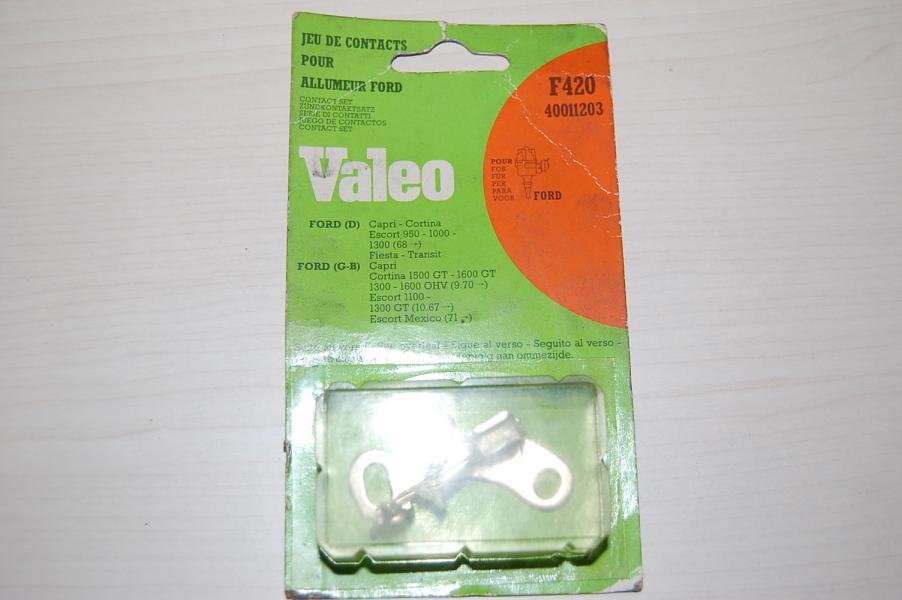 JEU DE CONTACTS
POUR
ALLUMEUR FORD
CONTACT SET
ZÜNDKONTAKTSATZ
SERIE DI CONTATTI
JUEGO DE CONTACTOS
CONTACT SET
F420
40011203
Valeo
POUR
FOR
FÜR
PER
PARA
VOOR
FORD
FORD (D) Capri - Cortina
Escort 950 - 1000 -
1300 (68 →)
Fiesta - Transit
FORD (G-B) Capri
Cortina 1500 GT - 1600 GT
1300 - 1600 OHV (9.70 →)
Escort 1100 -
1300 GT (10.67 →)
Escort Mexico (71 →)
overleaf - Sigue al verso - Seguito al verso -
aan ommezijde.